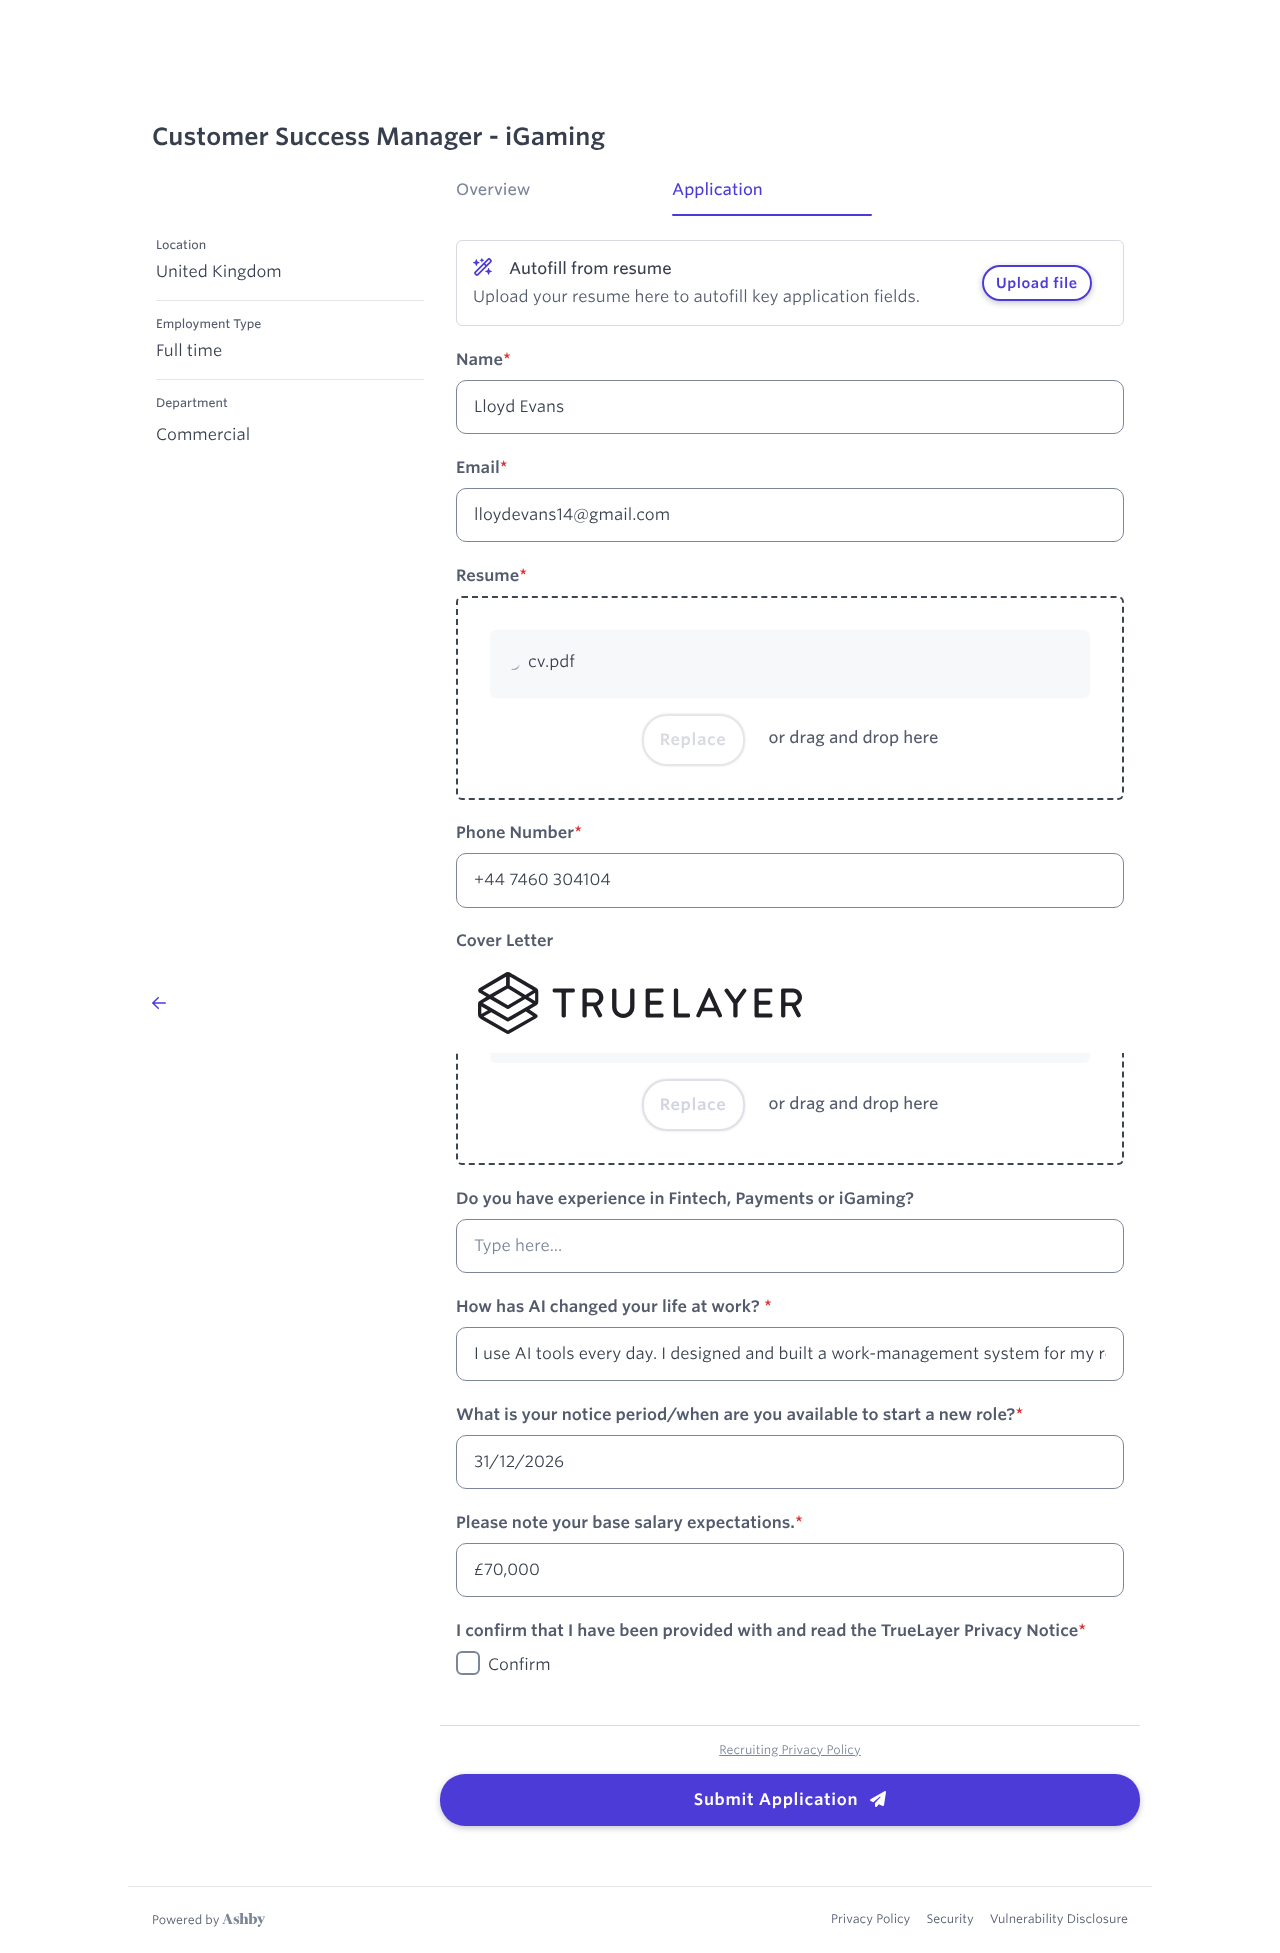 Customer Success Manager - iGaming
Overview
Application
Location
United Kingdom
Employment Type
Full time
Department
Commercial
Autofill from resume
Upload your resume here to autofill key application fields.
Upload file
Name*
Lloyd Evans
Email*
lloydevans14@gmail.com
Resume*
cv.pdf
Replace
or drag and drop here
Phone Number*
+44 7460 304104
Cover Letter
TRUELAYER
Replace
or drag and drop here
Do you have experience in Fintech, Payments or iGaming?
Type here...
How has AI changed your life at work? *
I use AI tools every day. I designed and built a work-management system for my
What is your notice period/when are you available to start a new role?*
31/12/2026
Please note your base salary expectations.*
£70,000
I confirm that I have been provided with and read the TrueLayer Privacy Notice*
Confirm
Recruiting Privacy Policy
Submit Application
Powered by Ashby
Privacy Policy
Security
Vulnerability Disclosure